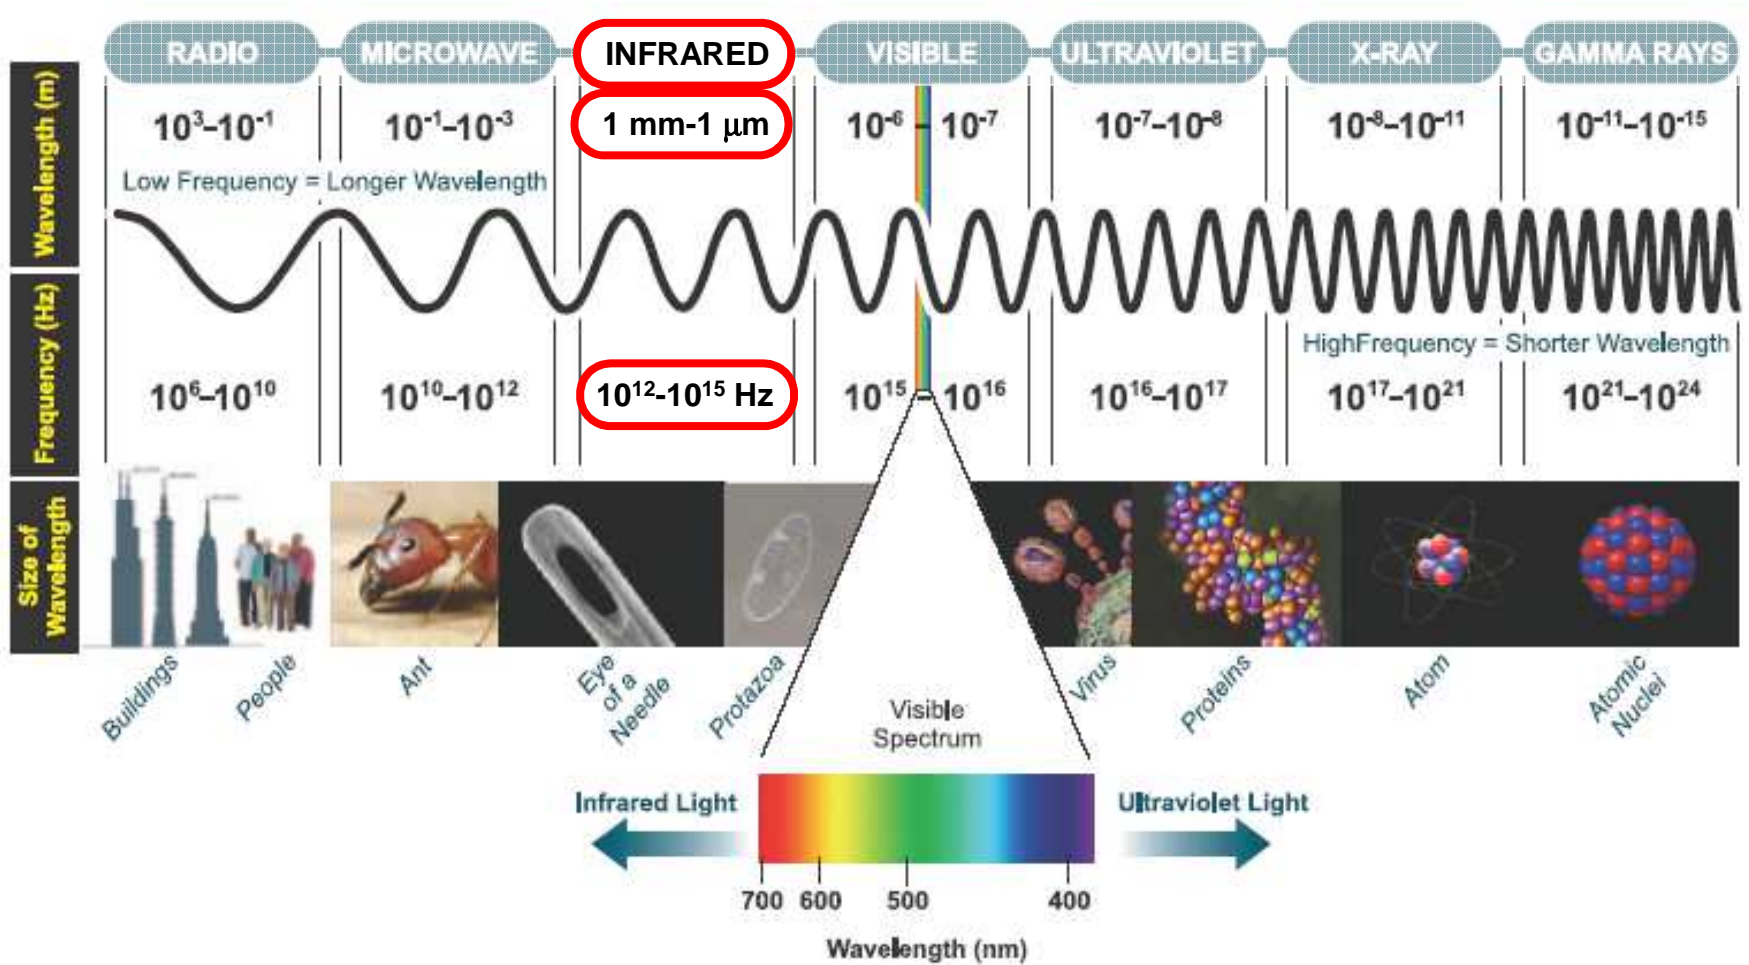 RADIO
MICROWAVE
INFRARED
VISIBLE
ULTRAVIOLET
X-RAY
GAMMA RAYS
Wavelength (m)
10³–10⁻¹
10⁻¹–10⁻³
1 mm-1 μm
10⁻⁶ – 10⁻⁷
10⁻⁷–10⁻⁸
10⁻⁸–10⁻¹¹
10⁻¹¹–10⁻¹⁵
Low Frequency = Longer Wavelength
HighFrequency = Shorter Wavelength
Frequency (Hz)
10⁶–10¹⁰
10¹⁰–10¹²
10¹²-10¹⁵ Hz
10¹⁵ – 10¹⁶
10¹⁶–10¹⁷
10¹⁷–10²¹
10²¹–10²⁴
Size of
Wavelength
Buildings
People
Ant
Eye
of a
Needle
Protazoa
Virus
Proteins
Atom
Atomic
Nuclei
Visible
Spectrum
Infrared Light
Ultraviolet Light
700 600 500 400
Wavelength (nm)